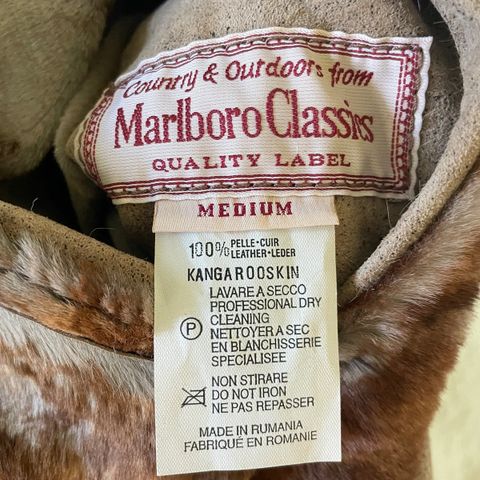 Country & Outdoors from
Marlboro Classics
QUALITY LABEL
MEDIUM
100% PELLE-CUIR
LEATHER-LEDER
KANGAROOSKIN
LAVARE A SECCO
PROFESSIONAL DRY
CLEANING
P
NETTOYER A SEC
EN BLANCHISSERIE
SPECIALISEE
NON STIRARE
DO NOT IRON
NE PAS REPASSER
MADE IN RUMANIA
FABRIQUÉ EN ROMANIE